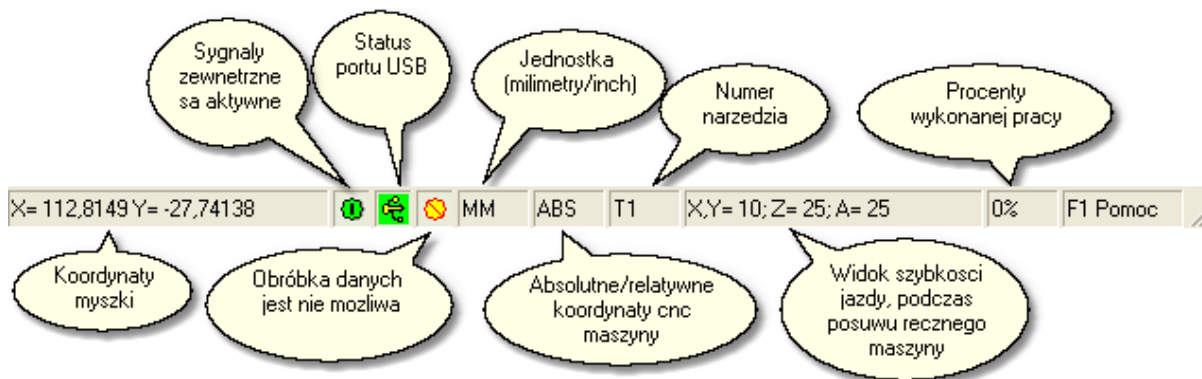 Sygnaly
zewnetrzne
sa aktywne
Status
portu USB
Jednostka
(milimetry/inch)
Numer
narzedzia
Procenty
wykonanej pracy
X= 112,8149 Y= -27,74138
MM
ABS
T1
X,Y= 10; Z= 25; A= 25
0%
F1 Pomoc
Koordynaty
myszki
Obróbka danych
jest nie mozliwa
Absolutne/relatywne
koordynaty cnc
maszyny
Widok szybkosci
jazdy, podczas
posuwu recznego
maszyny